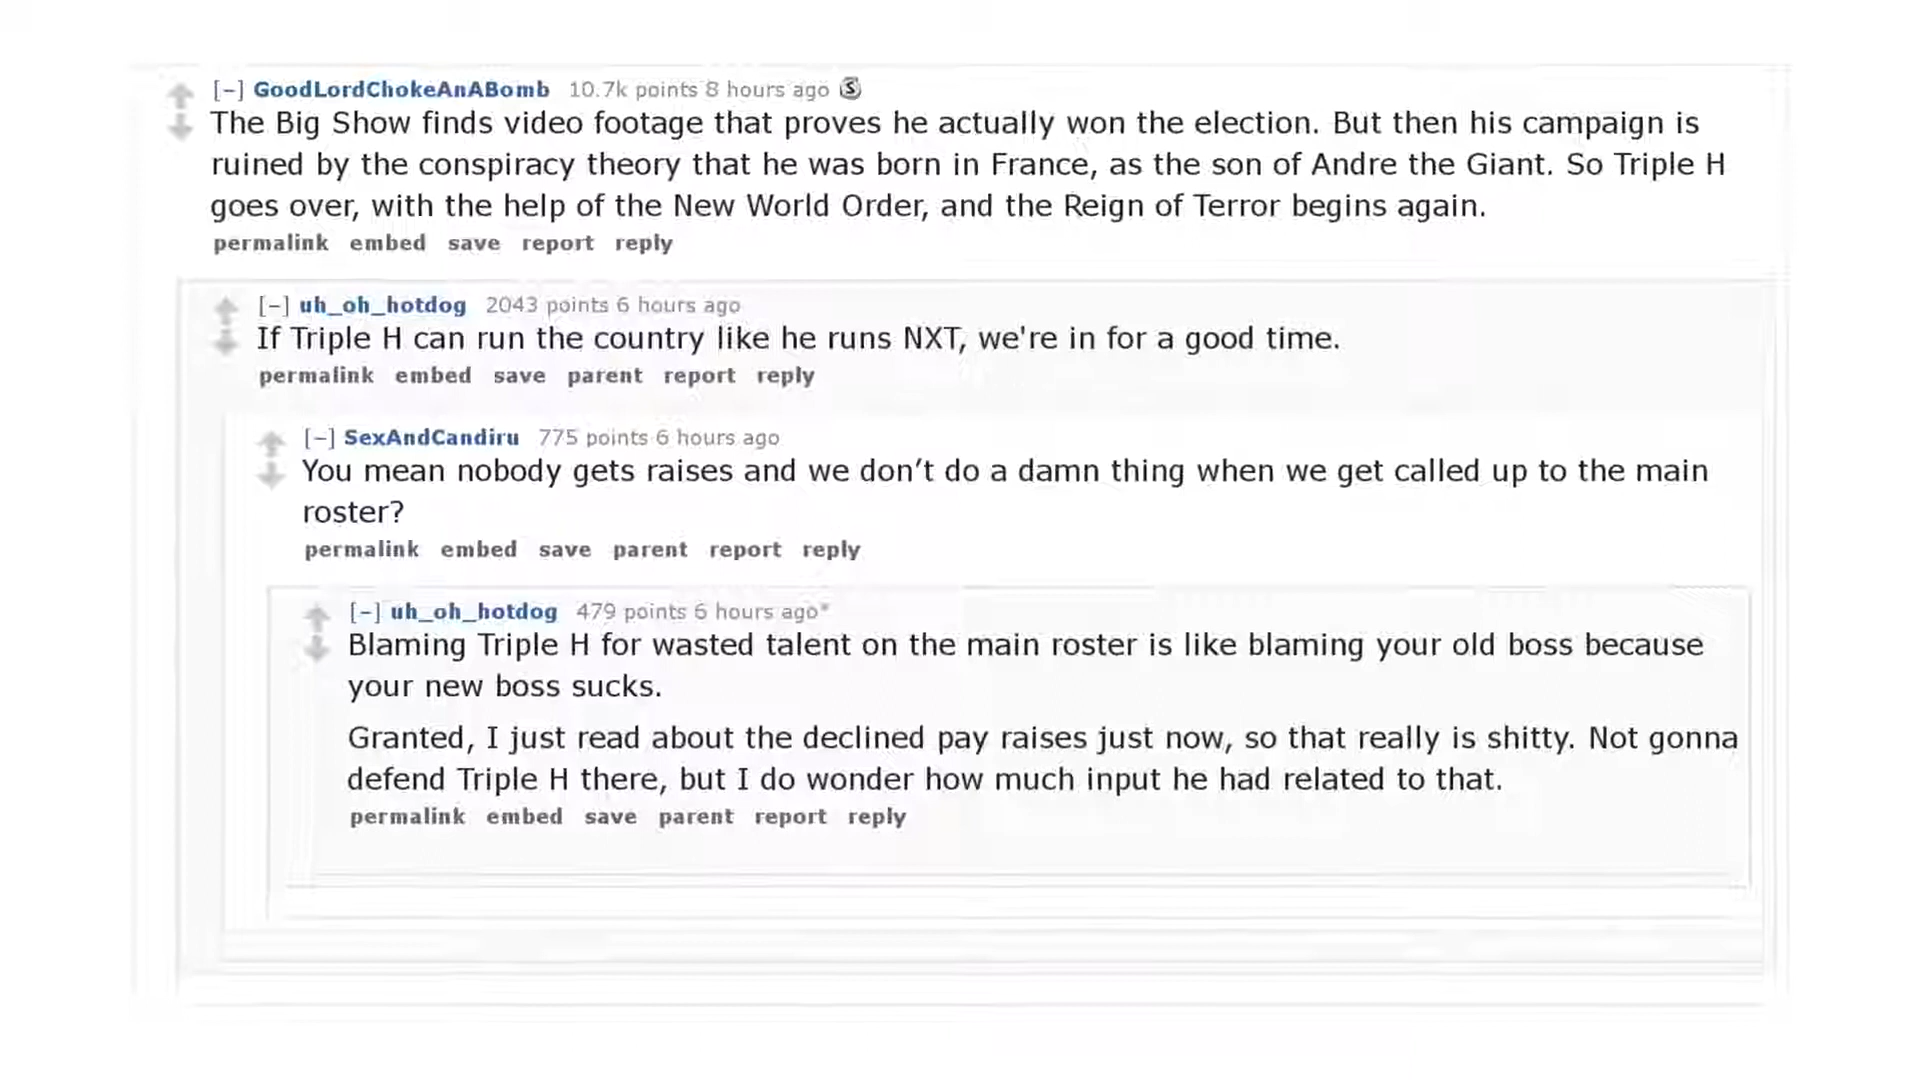 [–] GoodLordChokeAnABomb 10.7k points 8 hours ago S
The Big Show finds video footage that proves he actually won the election. But then his campaign is
ruined by the conspiracy theory that he was born in France, as the son of Andre the Giant. So Triple H
goes over, with the help of the New World Order, and the Reign of Terror begins again.
permalink embed save report reply
[–] uh_oh_hotdog 2043 points 6 hours ago
If Triple H can run the country like he runs NXT, we're in for a good time.
permalink embed save parent report reply
[–] SexAndCandiru 775 points 6 hours ago
You mean nobody gets raises and we don’t do a damn thing when we get called up to the main
roster?
permalink embed save parent report reply
[–] uh_oh_hotdog 479 points 6 hours ago*
Blaming Triple H for wasted talent on the main roster is like blaming your old boss because
your new boss sucks.
Granted, I just read about the declined pay raises just now, so that really is shitty. Not gonna
defend Triple H there, but I do wonder how much input he had related to that.
permalink embed save parent report reply